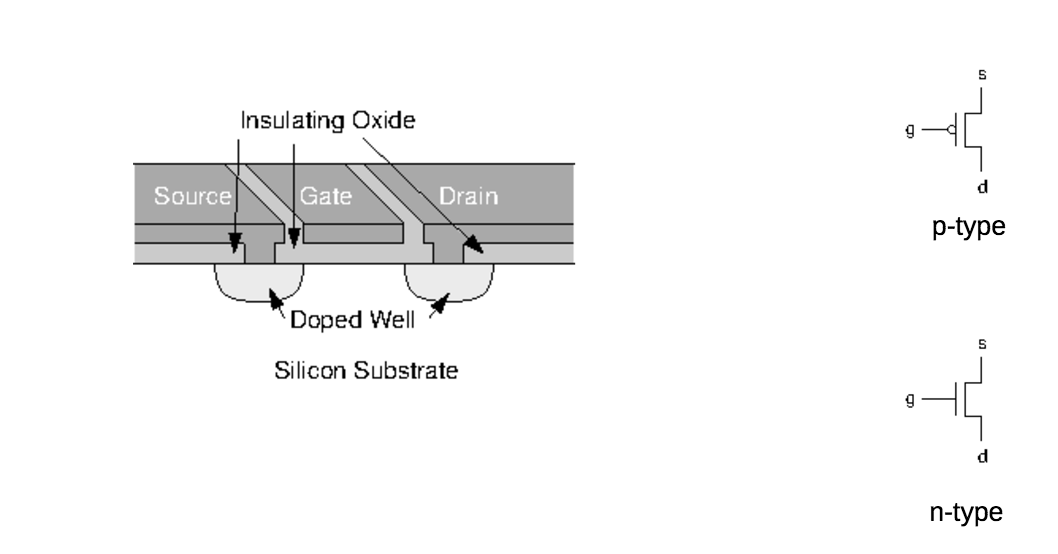 Insulating Oxide
Source
Gate
Drain
Doped Well
Silicon Substrate
s
g
d
p-type
s
g
d
n-type